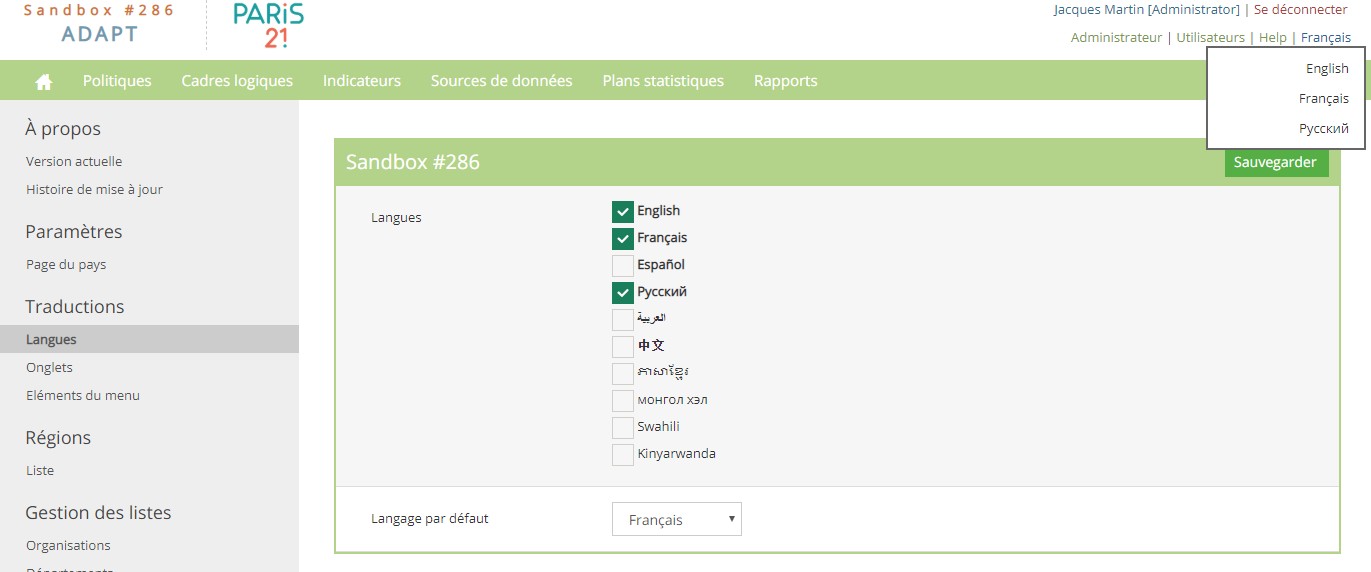 Sandbox #286
ADAPT
PARiS
21!
Jacques Martin [Administrator] | Se déconnecter
Administrateur | Utilisateurs | Help | Français
English
Français
Русский
Politiques Cadres logiques Indicateurs Sources de données Plans statistiques Rapports
À propos
Version actuelle
Histoire de mise à jour
Paramètres
Page du pays
Traductions
Langues
Onglets
Eléments du menu
Régions
Liste
Gestion des listes
Organisations
Départements
Sandbox #286 Sauvegarder
Langues
English
Français
Español
Русский
العربية
中文
ភាសាខ្មែរ
монгол хэл
Swahili
Kinyarwanda
Langage par défaut Français